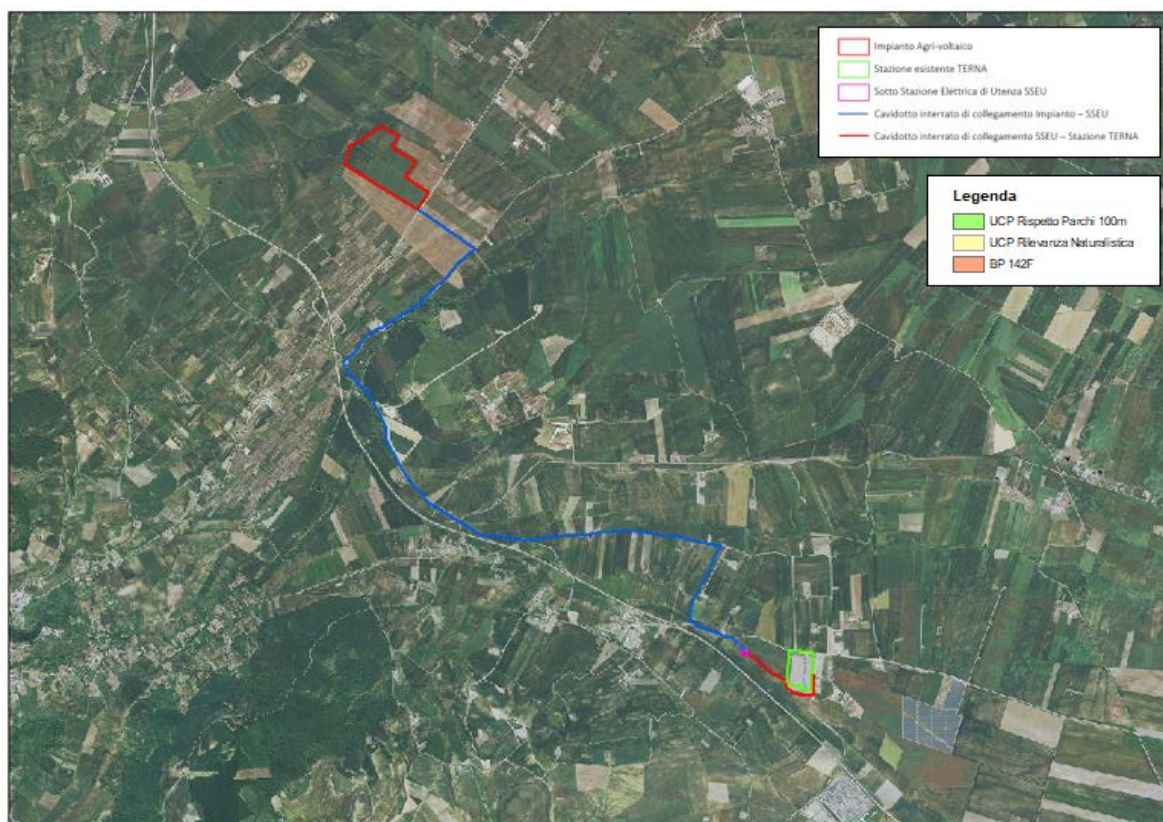 Impianto Agri-voltaico
Stazione esistente TERNA
Sotto Stazione Elettrica di Utenza SSEU
Cavidotto interrato di collegamento Impianto – SSEU
Cavidotto interrato di collegamento SSEU – Stazione TERNA
Legenda
UCP Rispetto Parchi 100m
UCP Rilevanza Naturalistica
BP 142F